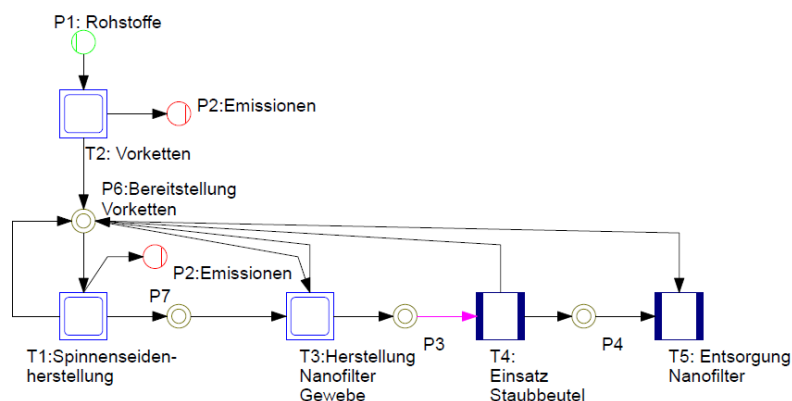 P1: Rohstoffe
P2:Emissionen
T2: Vorketten
P6:Bereitstellung
Vorketten
P2:Emissionen
P7
P3
P4
T1:Spinnenseiden-
herstellung
T3:Herstellung
Nanofilter
Gewebe
T4:
Einsatz
Staubbeutel
T5: Entsorgung
Nanofilter